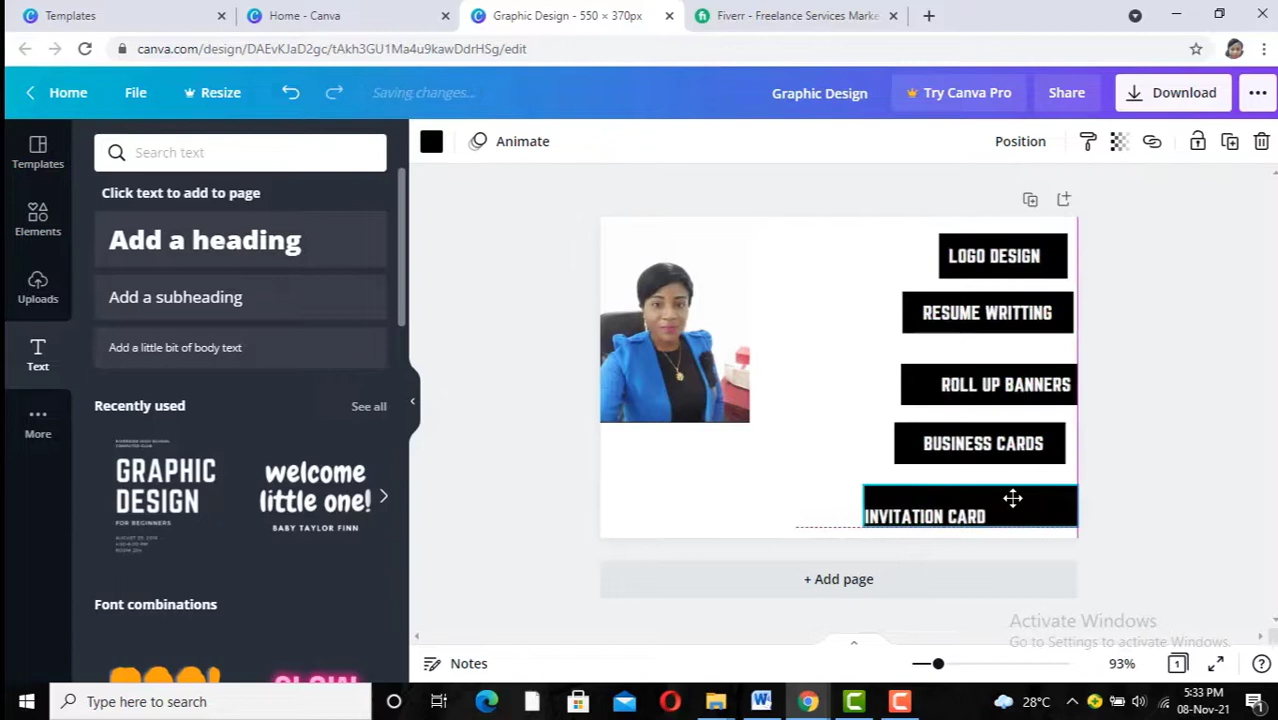 Templates
Home - Canva
Graphic Design - 550 × 370px
Fiverr - Freelance Services Marke
canva.com/design/DAEvKJaD2gc/tAkh3GU1Ma4u9kawDdrHSg/edit
Home
File
Resize
Saving changes...
Graphic Design
Try Canva Pro
Share
Download
Animate
Position
Templates
Elements
Uploads
Text
More
Search text
Click text to add to page
Add a heading
Add a subheading
Add a little bit of body text
Recently used
See all
GRAPHIC
DESIGN
FOR BEGINNERS
welcome
little one!
BABY TAYLOR FINN
Font combinations
LOGO DESIGN
RESUME WRITTING
ROLL UP BANNERS
BUSINESS CARDS
INVITATION CARD
+ Add page
Activate Windows
Go to Settings to activate Windows.
Notes
93%
1
Type here to search
28°C
5:33 PM
08-Nov-21
1